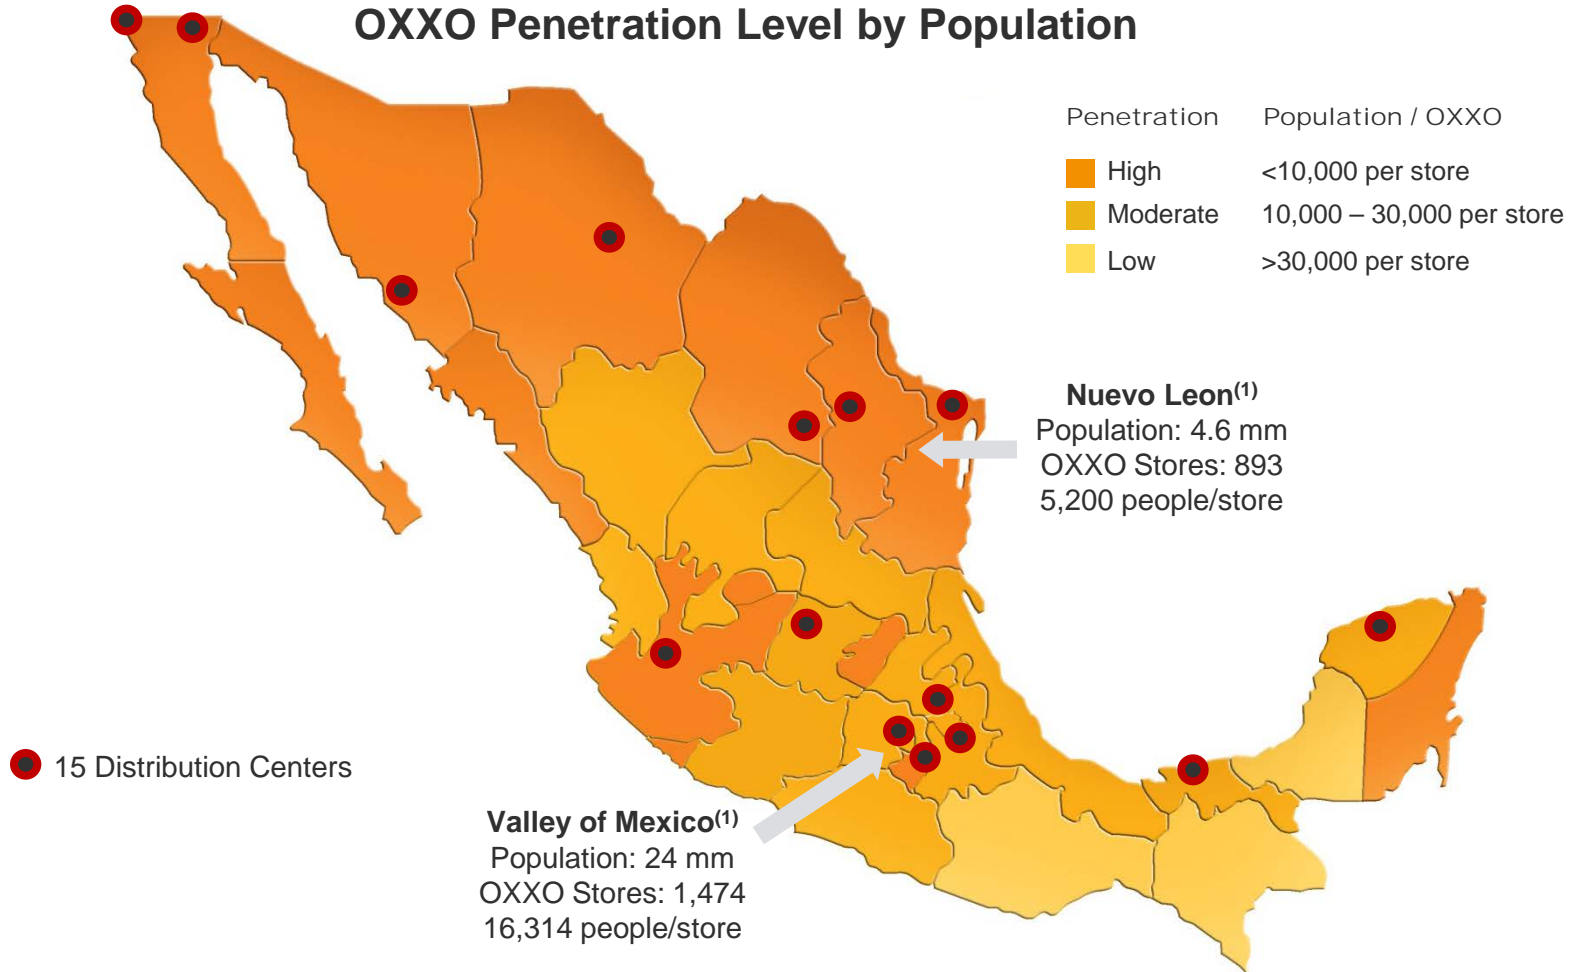 OXXO Penetration Level by Population
Penetration Population / OXXO
High <10,000 per store
Moderate 10,000 – 30,000 per store
Low >30,000 per store
Nuevo Leon(1)
Population: 4.6 mm
OXXO Stores: 893
5,200 people/store
15 Distribution Centers
Valley of Mexico(1)
Population: 24 mm
OXXO Stores: 1,474
16,314 people/store